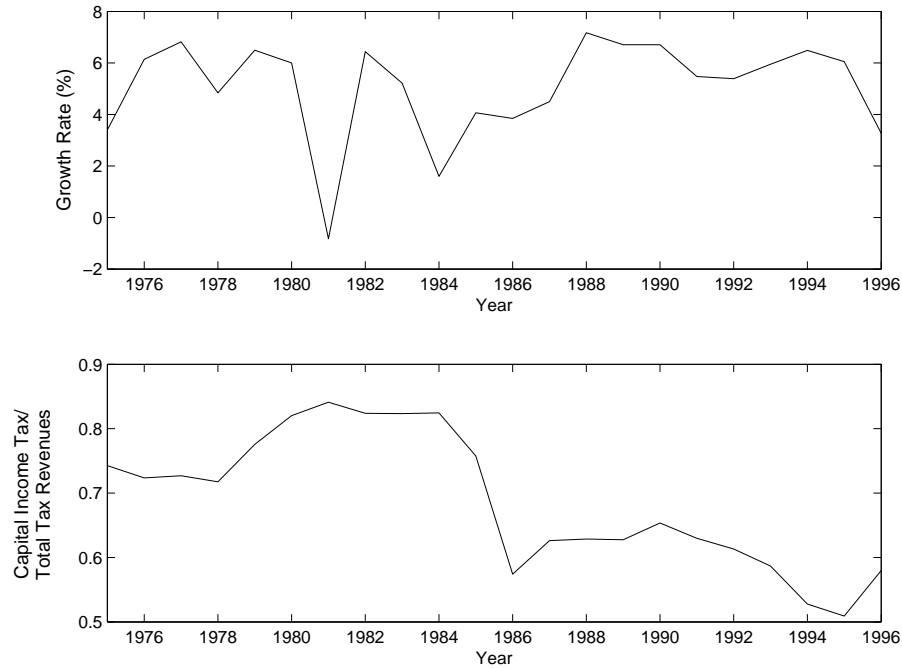 8
6
4
2
0
−2
Growth Rate (%)
1976 1978 1980 1982 1984 1986 1988 1990 1992 1994 1996
Year
0.9
0.8
0.7
0.6
0.5
Capital Income Tax/
Total Tax Revenues
1976 1978 1980 1982 1984 1986 1988 1990 1992 1994 1996
Year